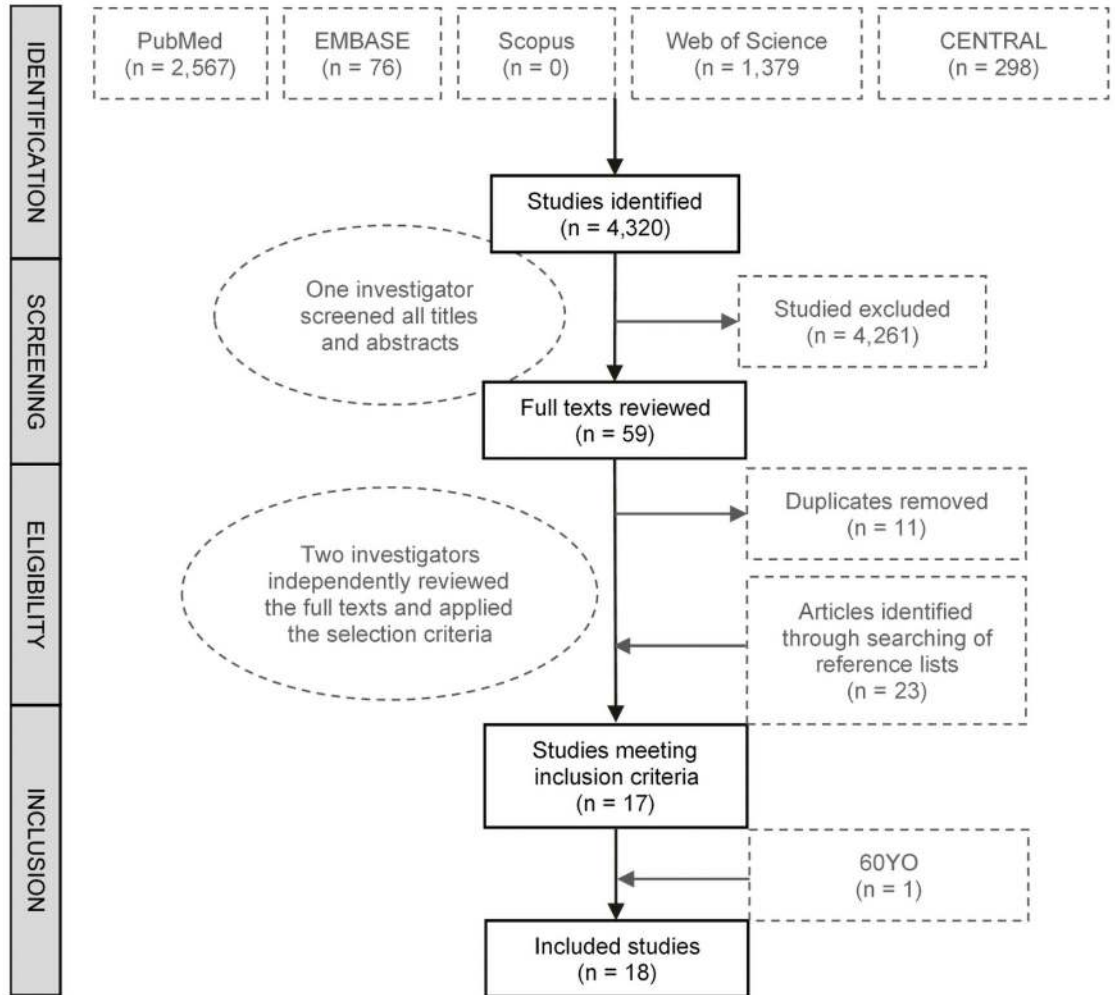 IDENTIFICATION
PubMed
(n = 2,567)
EMBASE
(n = 76)
Scopus
(n = 0)
Web of Science
(n = 1,379)
CENTRAL
(n = 298)
Studies identified
(n = 4,320)
SCREENING
One investigator
screened all titles
and abstracts
Studied excluded
(n = 4,261)
Full texts reviewed
(n = 59)
ELIGIBILITY
Duplicates removed
(n = 11)
Two investigators
independently reviewed
the full texts and applied
the selection criteria
Articles identified
through searching of
reference lists
(n = 23)
INCLUSION
Studies meeting
inclusion criteria
(n = 17)
60YO
(n = 1)
Included studies
(n = 18)